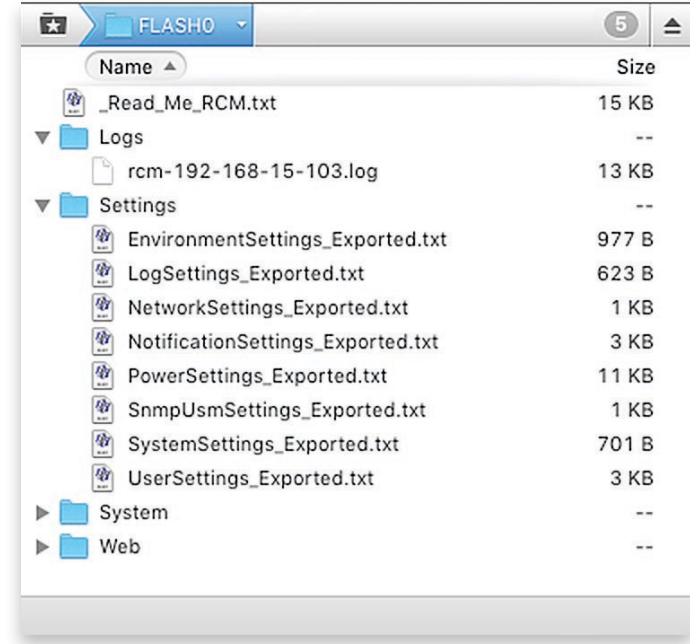 FLASH0 5
Name Size
_Read_Me_RCM.txt 15 KB
Logs --
rcm-192-168-15-103.log 13 KB
Settings --
EnvironmentSettings_Exported.txt 977 B
LogSettings_Exported.txt 623 B
NetworkSettings_Exported.txt 1 KB
NotificationSettings_Exported.txt 3 KB
PowerSettings_Exported.txt 11 KB
SnmpUsmSettings_Exported.txt 1 KB
SystemSettings_Exported.txt 701 B
UserSettings_Exported.txt 3 KB
System --
Web --